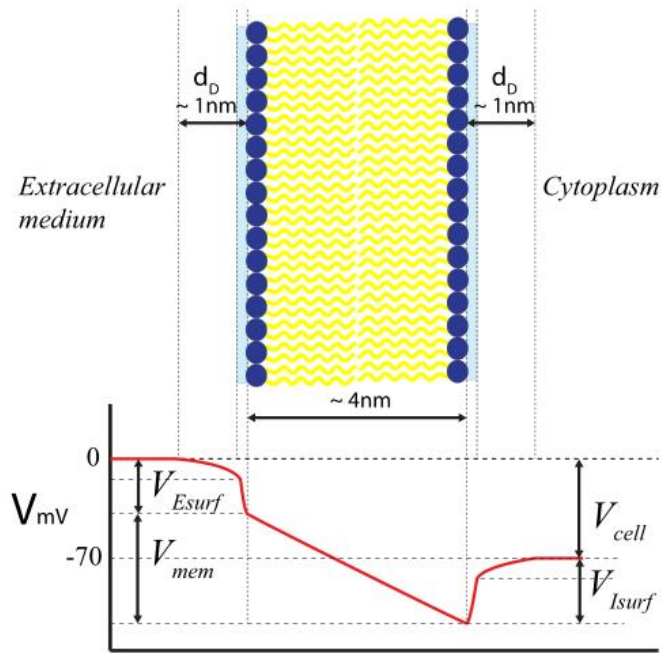 d_D
~ 1nm
d_D
~ 1nm
Extracellular
medium
Cytoplasm
~ 4nm
0
V_Esurf
V_mV
V_cell
-70
V_mem
V_Isurf